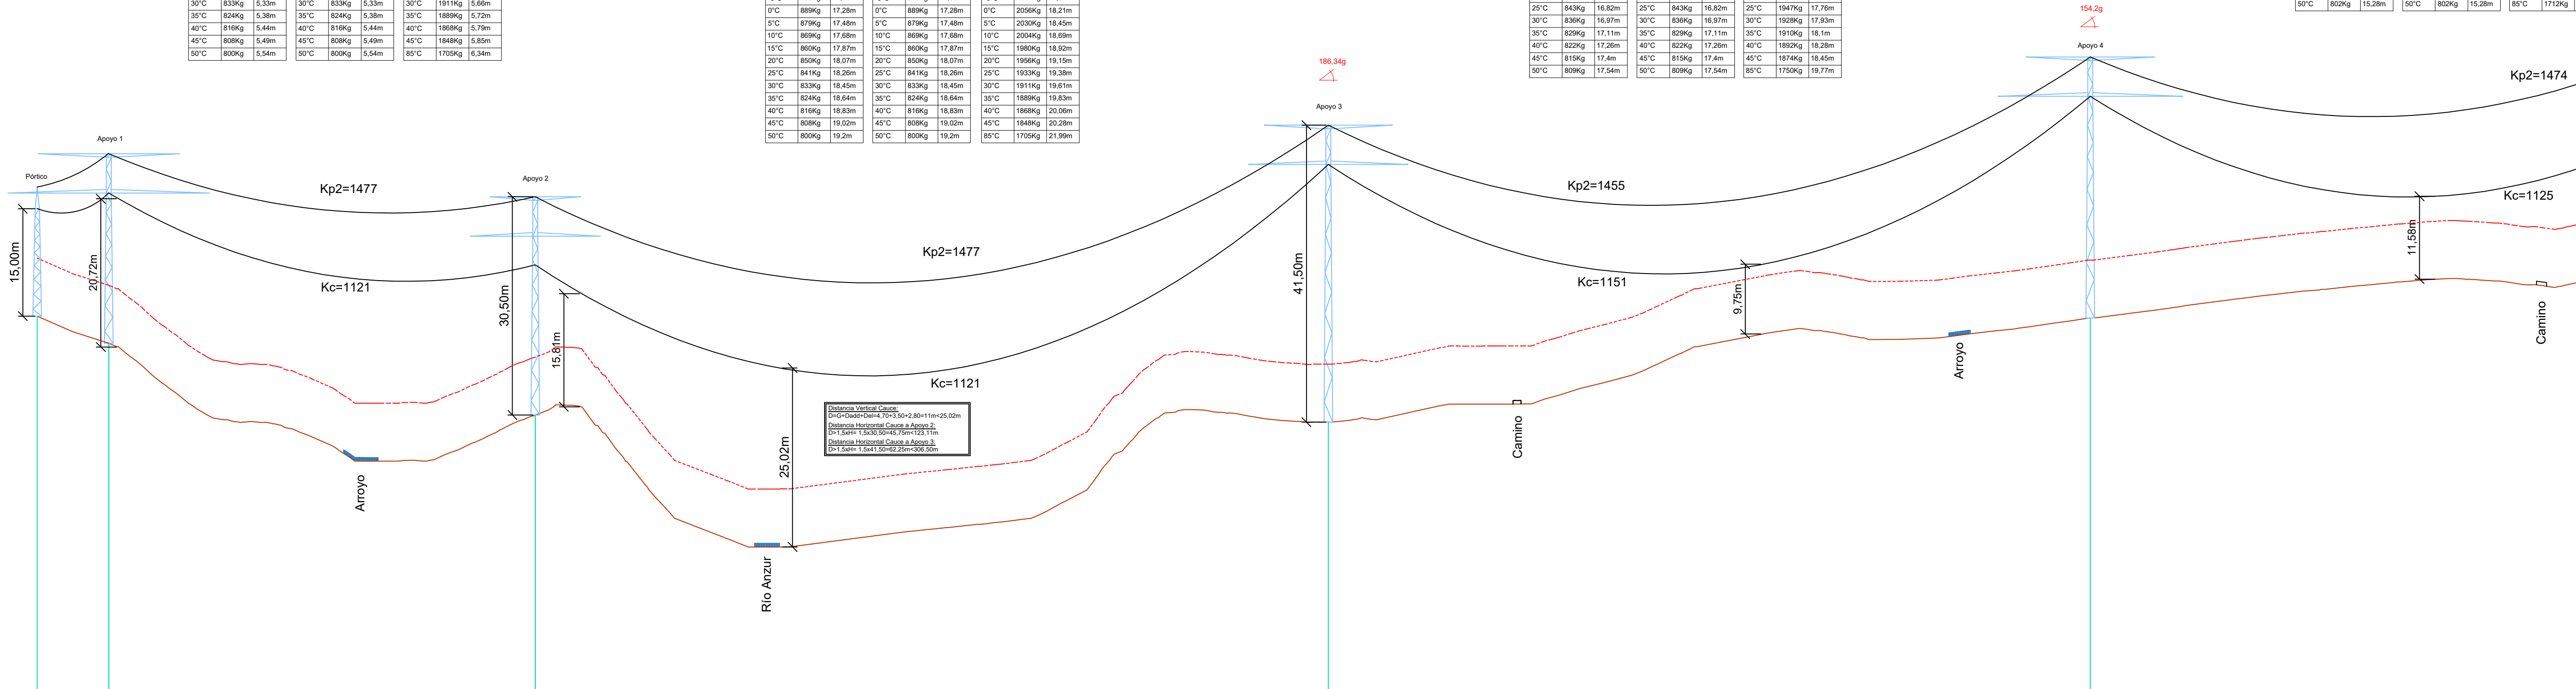 30°C 833Kg 5,33m 30°C 833Kg 5,33m 30°C 1911Kg 5,66m
35°C 824Kg 5,38m 35°C 824Kg 5,38m 35°C 1889Kg 5,72m
40°C 816Kg 5,44m 40°C 816Kg 5,44m 40°C 1868Kg 5,79m
45°C 808Kg 5,49m 45°C 808Kg 5,49m 45°C 1848Kg 5,85m
50°C 800Kg 5,54m 50°C 800Kg 5,54m 85°C 1705Kg 6,34m
0°C 889Kg 17,28m 0°C 889Kg 17,28m 0°C 2056Kg 18,21m
5°C 879Kg 17,48m 5°C 879Kg 17,48m 5°C 2030Kg 18,45m
10°C 869Kg 17,68m 10°C 869Kg 17,68m 10°C 2004Kg 18,69m
15°C 860Kg 17,87m 15°C 860Kg 17,87m 15°C 1980Kg 18,92m
20°C 850Kg 18,07m 20°C 850Kg 18,07m 20°C 1956Kg 19,15m
25°C 841Kg 18,26m 25°C 841Kg 18,26m 25°C 1933Kg 19,38m
30°C 833Kg 18,45m 30°C 833Kg 18,45m 30°C 1911Kg 19,61m
35°C 824Kg 18,64m 35°C 824Kg 18,64m 35°C 1889Kg 19,83m
40°C 816Kg 18,83m 40°C 816Kg 18,83m 40°C 1868Kg 20,06m
45°C 808Kg 19,02m 45°C 808Kg 19,02m 45°C 1848Kg 20,28m
50°C 800Kg 19,2m 50°C 800Kg 19,2m 85°C 1705Kg 21,99m
25°C 843Kg 16,82m 25°C 843Kg 16,82m 25°C 1947Kg 17,76m
30°C 836Kg 16,97m 30°C 836Kg 16,97m 30°C 1928Kg 17,93m
35°C 829Kg 17,11m 35°C 829Kg 17,11m 35°C 1910Kg 18,1m
40°C 822Kg 17,26m 40°C 822Kg 17,26m 40°C 1892Kg 18,28m
45°C 815Kg 17,4m 45°C 815Kg 17,4m 45°C 1874Kg 18,45m
50°C 809Kg 17,54m 50°C 809Kg 17,54m 85°C 1750Kg 19,77m
50°C 802Kg 15,28m 50°C 802Kg 15,28m 85°C 1712Kg
154,2g
Apoyo 4
186,34g
Apoyo 3
Apoyo 1
Pórtico
Apoyo 2
Kp2=1477
Kp2=1477
Kp2=1455
Kp2=1474
Kc=1121
Kc=1121
Kc=1151
Kc=1125
15,00m
20,72m
30,50m
15,81m
25,02m
41,50m
9,75m
11,58m
Distancia Vertical Cauce:
D=G+Dadd+Del=4,70+3,50+2,80=11m<25,02m
Distancia Horizontal Cauce a Apoyo 2:
D>1,5xH= 1,5x30,50=45,75m<123,11m
Distancia Horizontal Cauce a Apoyo 3:
D>1,5xH= 1,5x41,50=62,25m<306,50m
Arroyo
Río Anzur
Camino
Arroyo
Camino